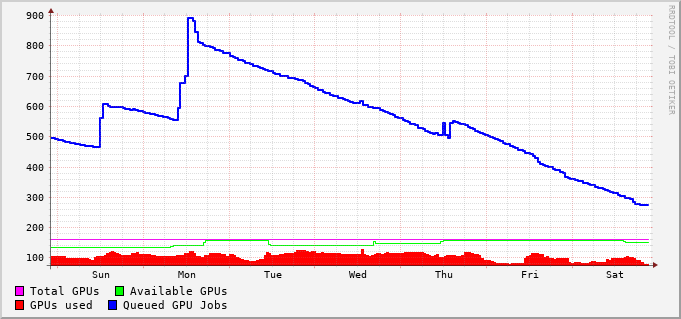 900
800
700
600
500
400
300
200
100
Sun Mon Tue Wed Thu Fri Sat
Total GPUs Available GPUs
GPUs used Queued GPU Jobs
RRDTOOL / TOBI OETIKER